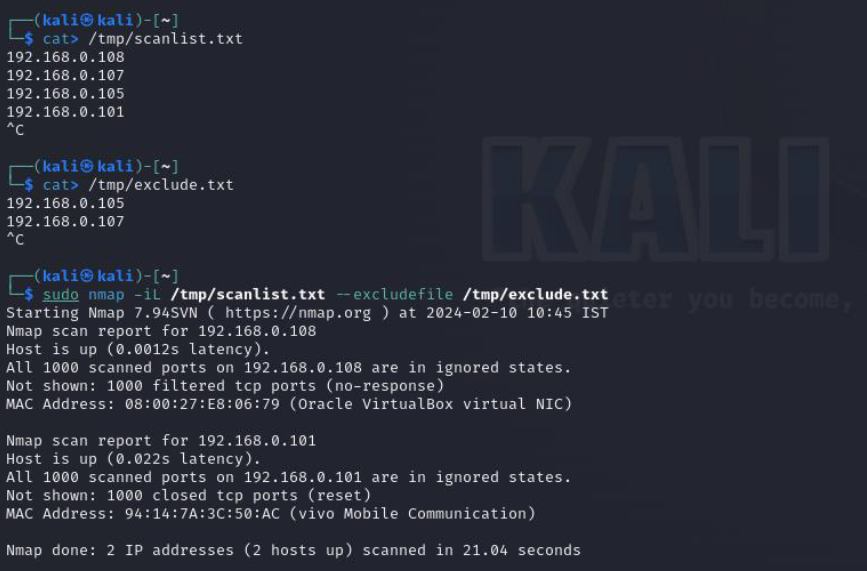 ┌──(kali㉿kali)-[~]
└─$ cat> /tmp/scanlist.txt
192.168.0.108
192.168.0.107
192.168.0.105
192.168.0.101
^C
┌──(kali㉿kali)-[~]
└─$ cat> /tmp/exclude.txt
192.168.0.105
192.168.0.107
^C
KALI
┌──(kali㉿kali)-[~]
└─$ sudo nmap -iL /tmp/scanlist.txt --excludefile /tmp/exclude.txt
you become,
Starting Nmap 7.94SVN ( https://nmap.org ) at 2024-02-10 10:45 IST
Nmap scan report for 192.168.0.108
Host is up (0.0012s latency).
All 1000 scanned ports on 192.168.0.108 are in ignored states.
Not shown: 1000 filtered tcp ports (no-response)
MAC Address: 08:00:27:E8:06:79 (Oracle VirtualBox virtual NIC)
Nmap scan report for 192.168.0.101
Host is up (0.022s latency).
All 1000 scanned ports on 192.168.0.101 are in ignored states.
Not shown: 1000 closed tcp ports (reset)
MAC Address: 94:14:7A:3C:50:AC (vivo Mobile Communication)
Nmap done: 2 IP addresses (2 hosts up) scanned in 21.04 seconds